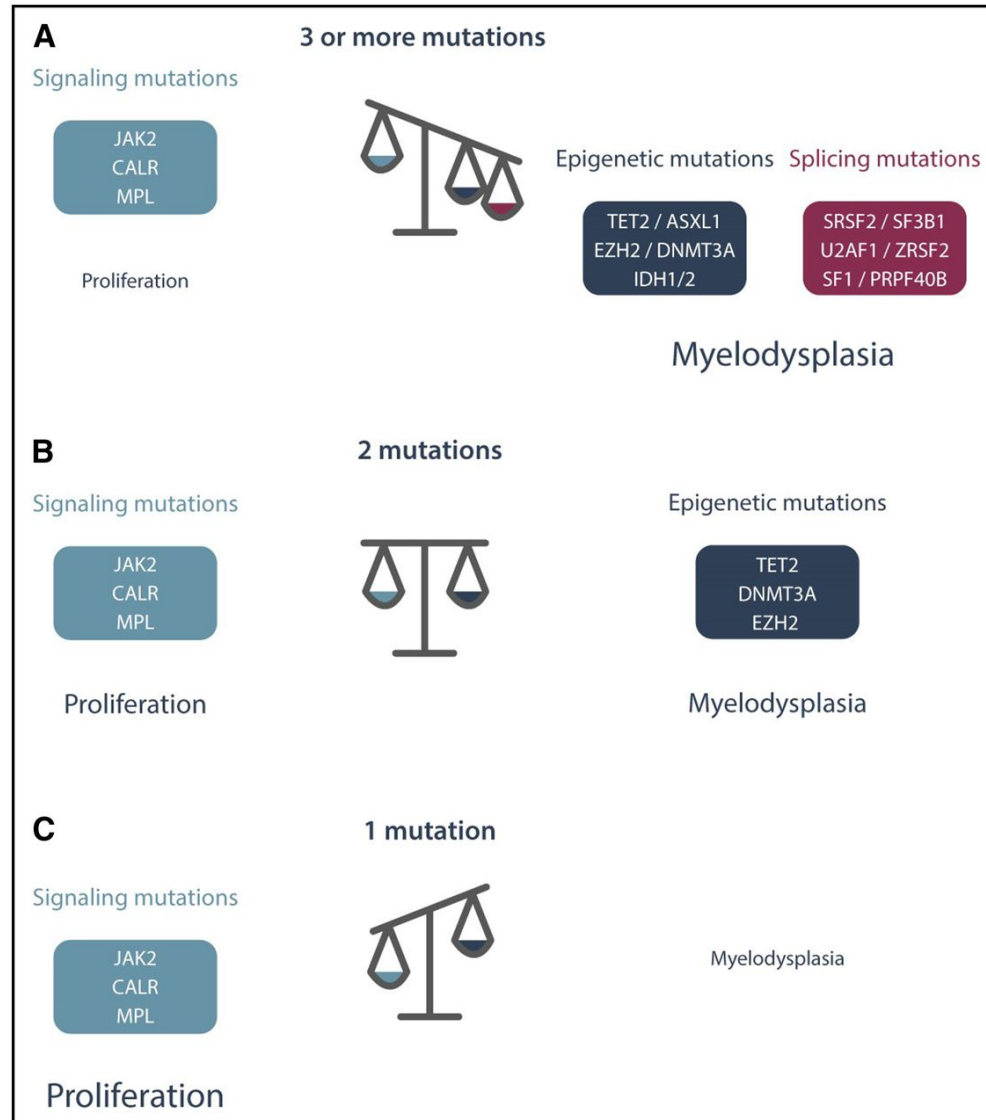 A
3 or more mutations
Signaling mutations
JAK2
CALR
MPL
Proliferation
Epigenetic mutations
TET2 / ASXL1
EZH2 / DNMT3A
IDH1/2
Splicing mutations
SRSF2 / SF3B1
U2AF1 / ZRSF2
SF1 / PRPF40B
Myelodysplasia
B
2 mutations
Signaling mutations
JAK2
CALR
MPL
Proliferation
Epigenetic mutations
TET2
DNMT3A
EZH2
Myelodysplasia
C
1 mutation
Signaling mutations
JAK2
CALR
MPL
Proliferation
Myelodysplasia